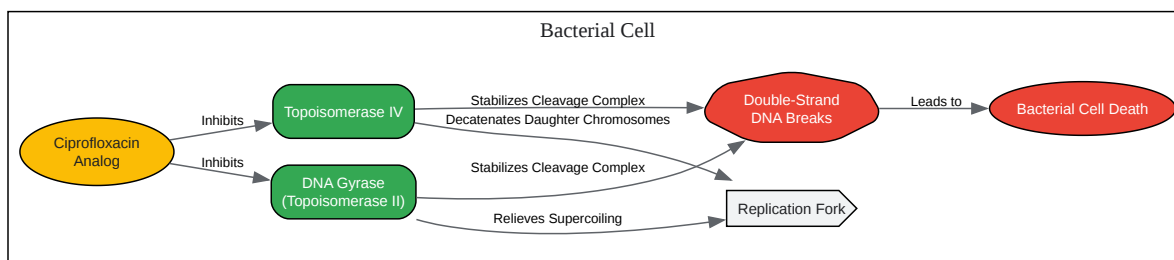 Bacterial Cell
Ciprofloxacin
Analog
Inhibits
Inhibits
Topoisomerase IV
DNA Gyrase
(Topoisomerase II)
Stabilizes Cleavage Complex
Decatenates Daughter Chromosomes
Stabilizes Cleavage Complex
Relieves Supercoiling
Double-Strand
DNA Breaks
Replication Fork
Leads to
Bacterial Cell Death